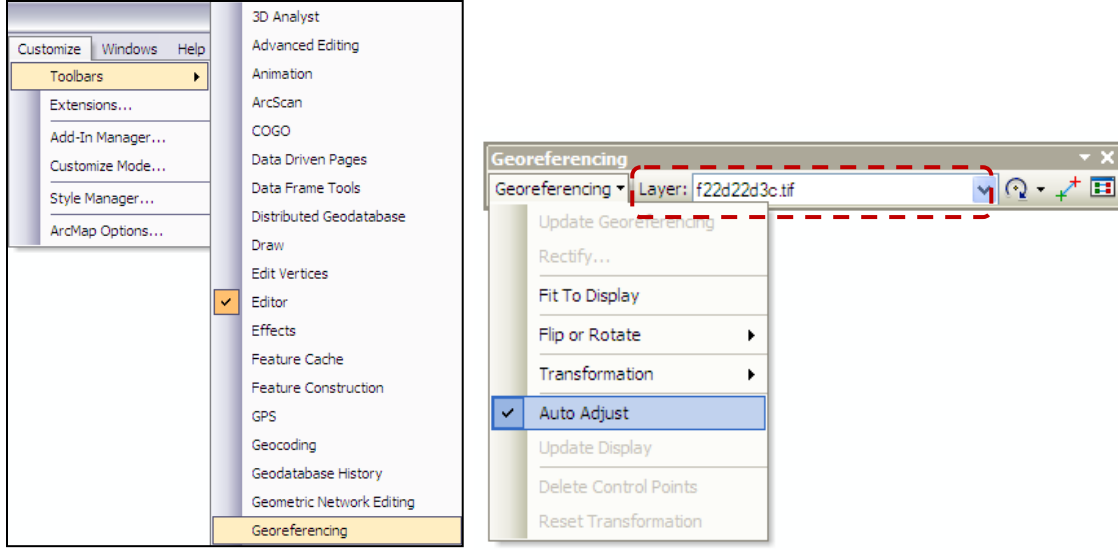 Customize Windows Help
Toolbars
Extensions...
Add-In Manager...
Customize Mode...
Style Manager...
ArcMap Options...
3D Analyst
Advanced Editing
Animation
ArcScan
COGO
Data Driven Pages
Data Frame Tools
Distributed Geodatabase
Draw
Edit Vertices
Editor
Effects
Feature Cache
Feature Construction
GPS
Geocoding
Geodatabase History
Geometric Network Editing
Georeferencing
Georeferencing
Georeferencing Layer: f22d22d3c.tif
Update Georeferencing
Rectify...
Fit To Display
Flip or Rotate
Transformation
Auto Adjust
Update Display
Delete Control Points
Reset Transformation